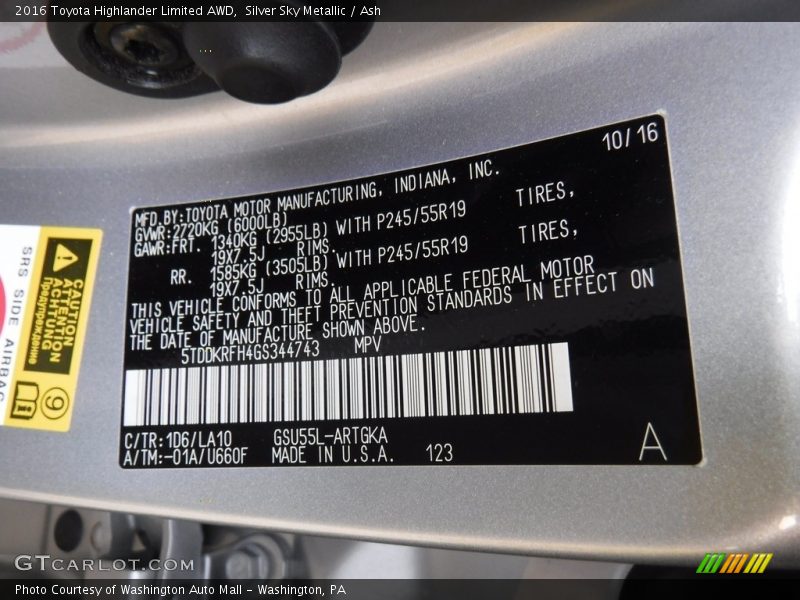 2016 Toyota Highlander Limited AWD,  Silver Sky Metallic / Ash
10/16
MFD.BY:TOYOTA MOTOR MANUFACTURING, INDIANA, INC.
GVWR:2720KG (6000LB)
GAWR:FRT. 1340KG (2955LB) WITH P245/55R19 TIRES,
19X7.5J RIMS.
RR. 1585KG (3505LB) WITH P245/55R19 TIRES,
19X7.5J RIMS.
THIS VEHICLE CONFORMS TO ALL APPLICABLE FEDERAL MOTOR
VEHICLE SAFETY AND THEFT PREVENTION STANDARDS IN EFFECT ON
THE DATE OF MANUFACTURE SHOWN ABOVE.
5TDDKRFH4GS344743 MPV
C/TR:1D6/LA10 GSU55L-ARTGKA
A/TM:-01A/U660F MADE IN U.S.A. 123
A
SRS SIDE AIRBAG
CAUTION
ATTENTION
ACHTUNG
Предупреждение
9
GTCARLOT.COM
Photo Courtesy of Washington Auto Mall - Washington, PA